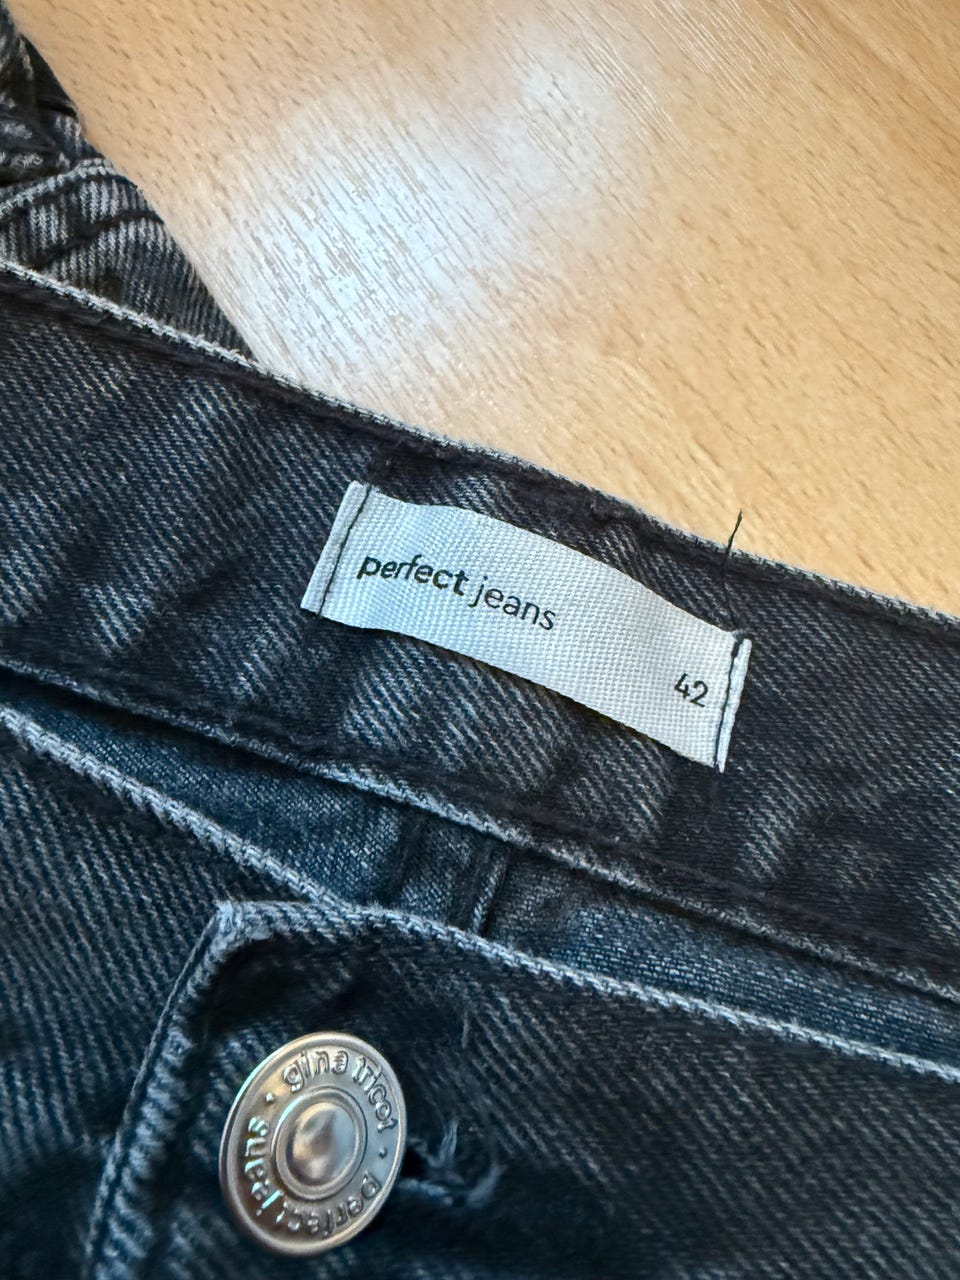 perfect jeans
42
gina tricot · perfect jeans ·